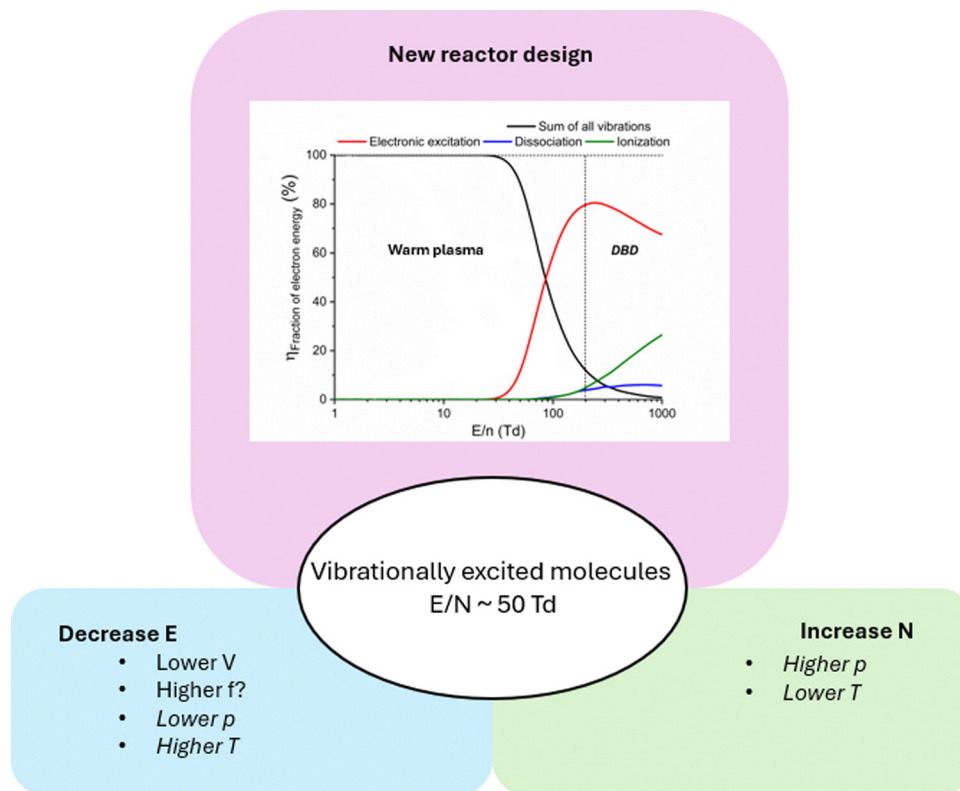 New reactor design
Sum of all vibrations
Electronic excitation Dissociation Ionization
100
80
60
40
20
0
ηFraction of electron energy (%)
Warm plasma
DBD
1 10 100 1000
E/n (Td)
Vibrationally excited molecules
E/N ~ 50 Td
Decrease E
• Lower V
• Higher f?
• Lower p
• Higher T
Increase N
• Higher p
• Lower T